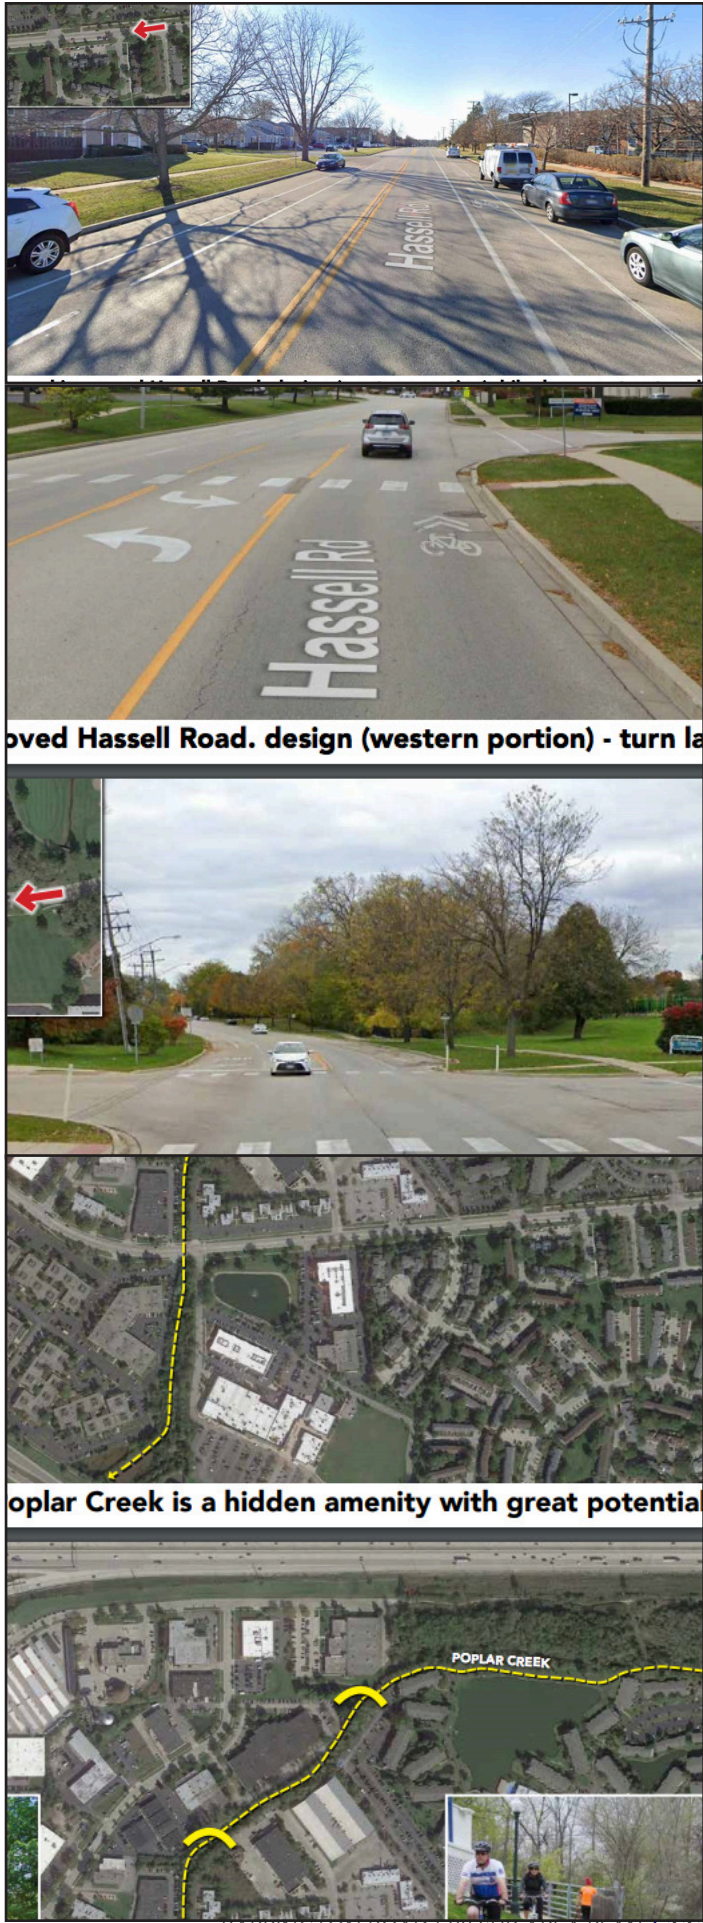 Hassell Rd
Hassell Rd
oved Hassell Road. design (western portion) - turn la
oplar Creek is a hidden amenity with great potential
POPLAR CREEK